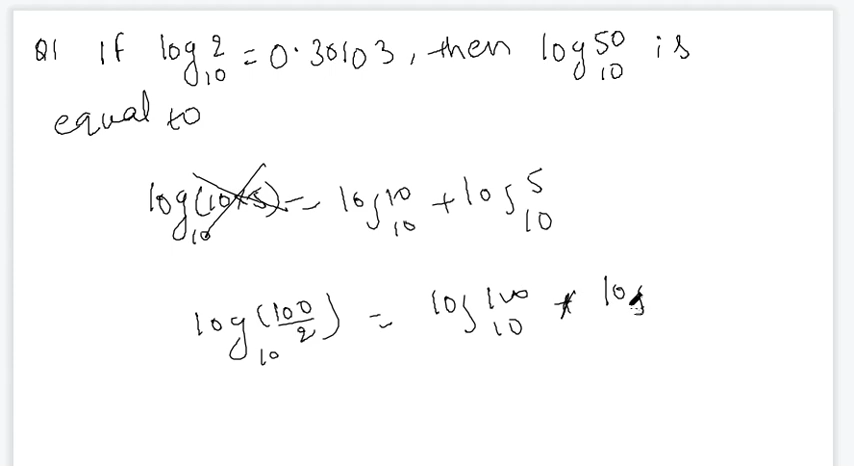 Q1 If log₁₀ 2 = 0.30103, then log₁₀ 50 is
equal to
log₁₀(10×5) = log₁₀ 10 + log₁₀ 5
log₁₀(100/2) = log₁₀ 100 log